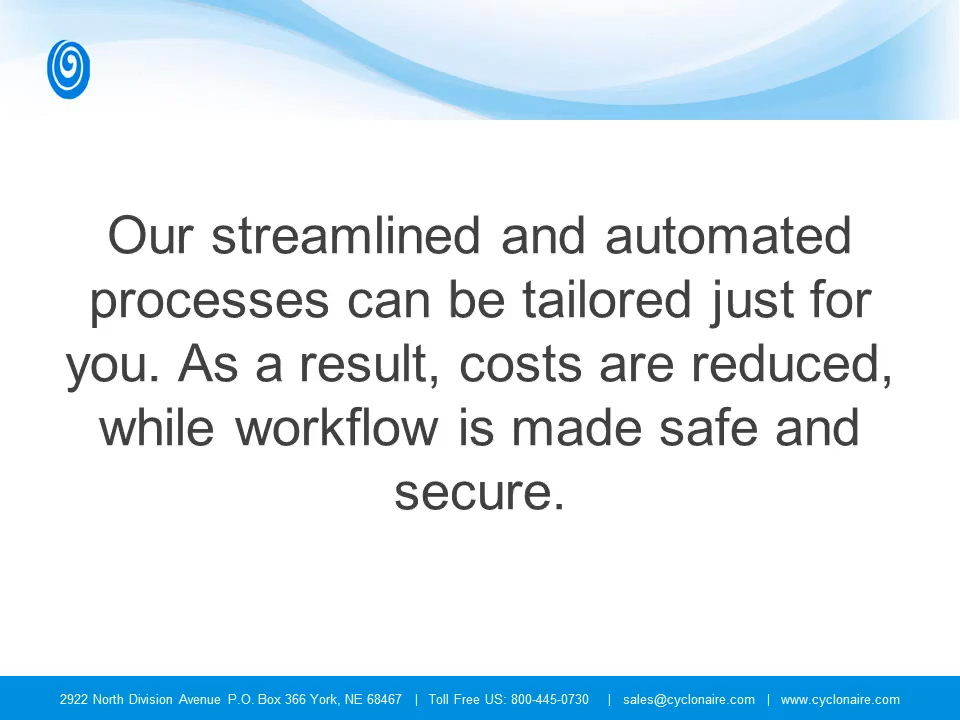 Our streamlined and automated
processes can be tailored just for
you. As a result, costs are reduced,
while workflow is made safe and
secure.
2922 North Division Avenue P.O. Box 366 York, NE 68467 | Toll Free US: 800-445-0730 | sales@cyclonaire.com | www.cyclonaire.com